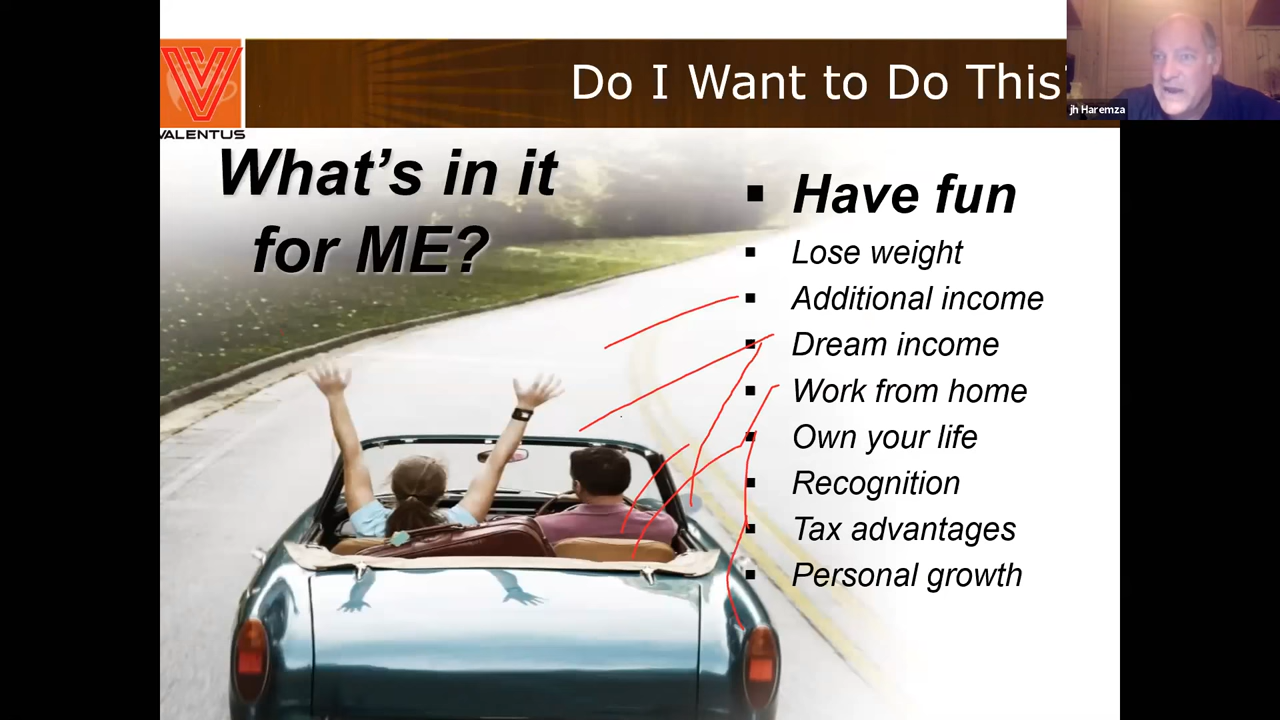 Do I Want to Do This
jh Haremza
VALENTUS
What's in it
for ME?
Have fun
Lose weight
Additional income
Dream income
Work from home
Own your life
Recognition
Tax advantages
Personal growth